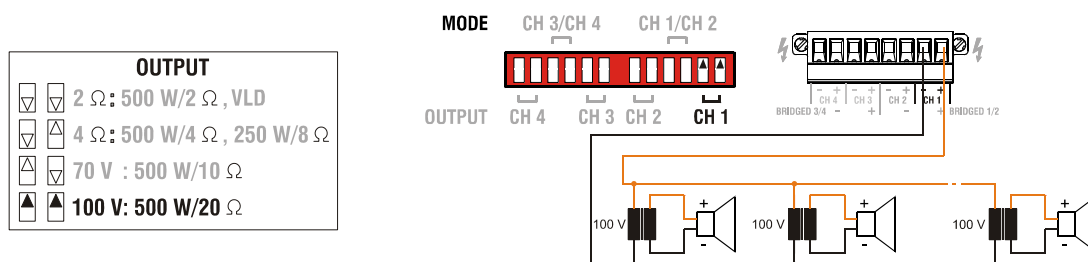 OUTPUT
2 Ω: 500 W/2 Ω, VLD
4 Ω: 500 W/4 Ω, 250 W/8 Ω
70 V : 500 W/10 Ω
100 V: 500 W/20 Ω
MODE CH 3/CH 4 CH 1/CH 2
OUTPUT CH 4 CH 3 CH 2 CH 1
- + - + - + - +
CH 4 CH 3 CH 2 CH 1
BRIDGED 3/4 - + - + BRIDGED 1/2
100 V + -
100 V + -
100 V + -